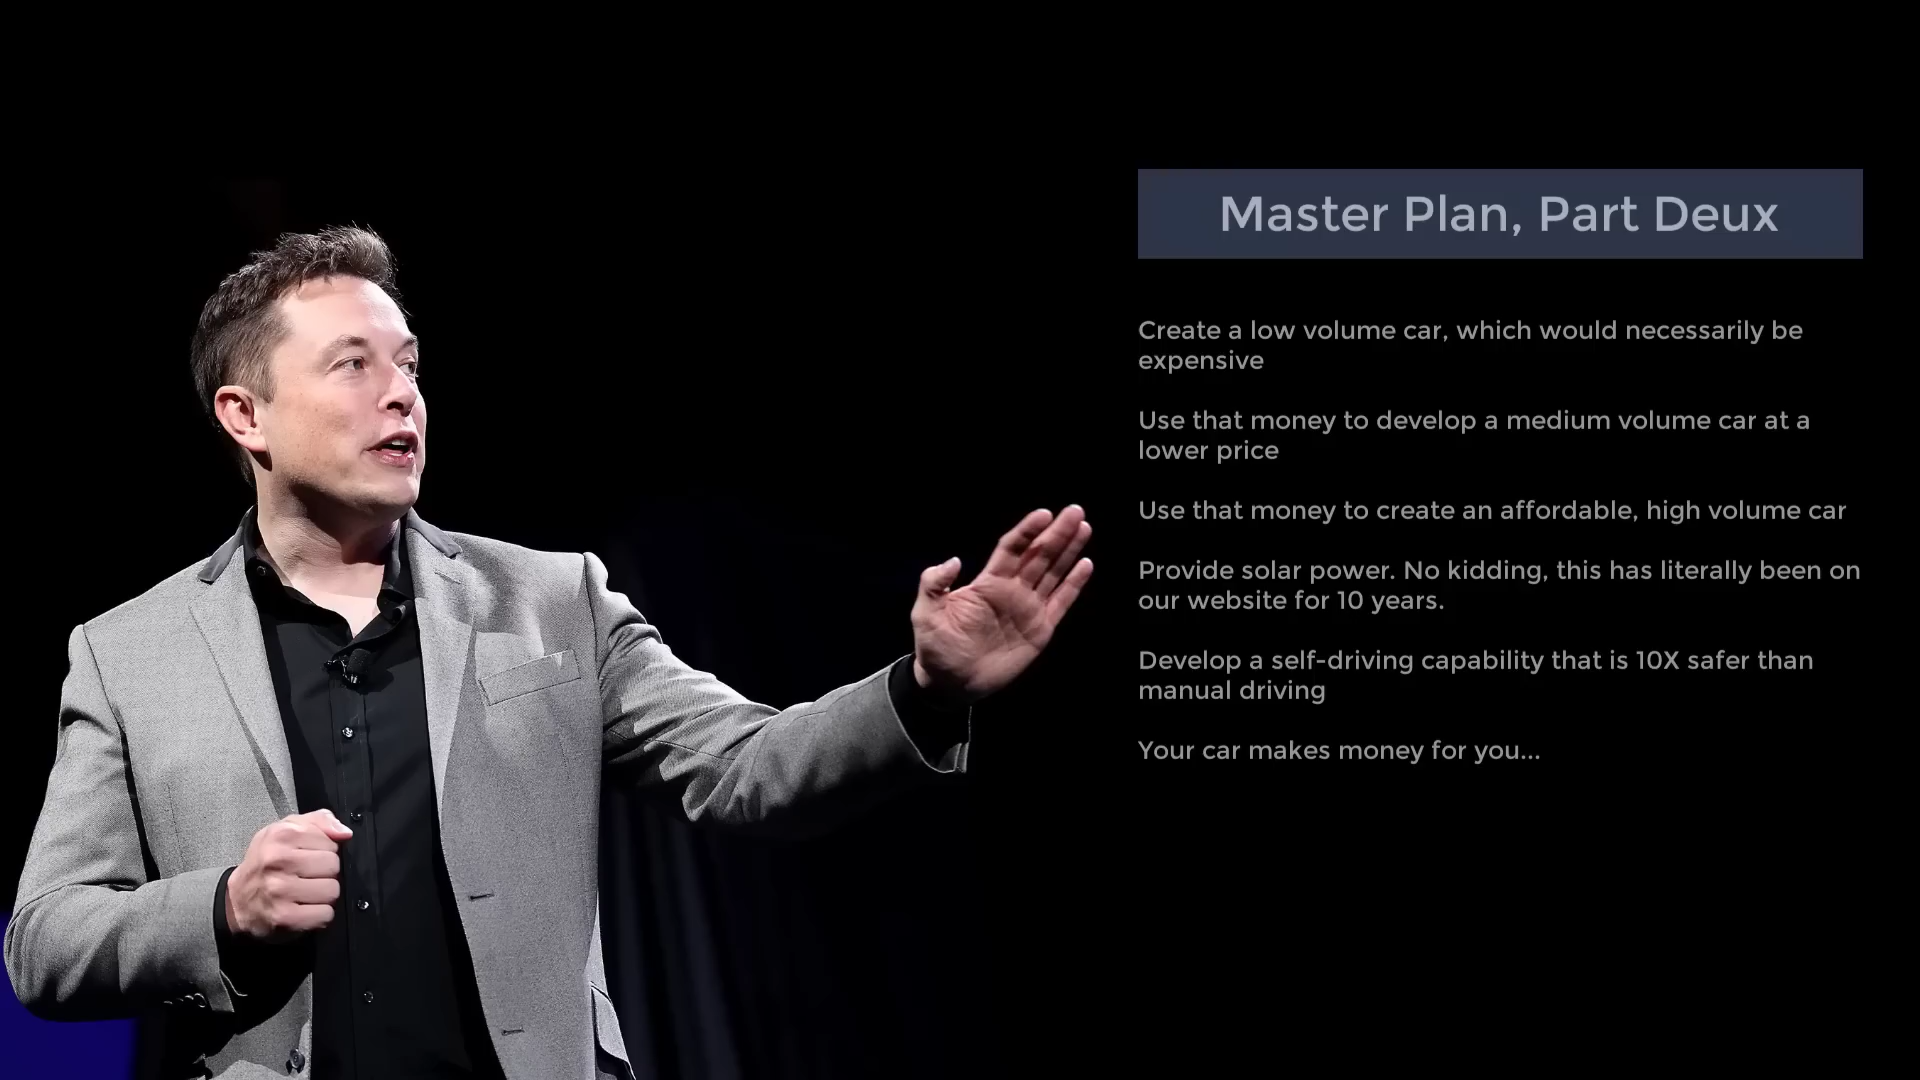 Master Plan, Part Deux
Create a low volume car, which would necessarily be
expensive
Use that money to develop a medium volume car at a
lower price
Use that money to create an affordable, high volume car
Provide solar power. No kidding, this has literally been on
our website for 10 years.
Develop a self-driving capability that is 10X safer than
manual driving
Your car makes money for you...